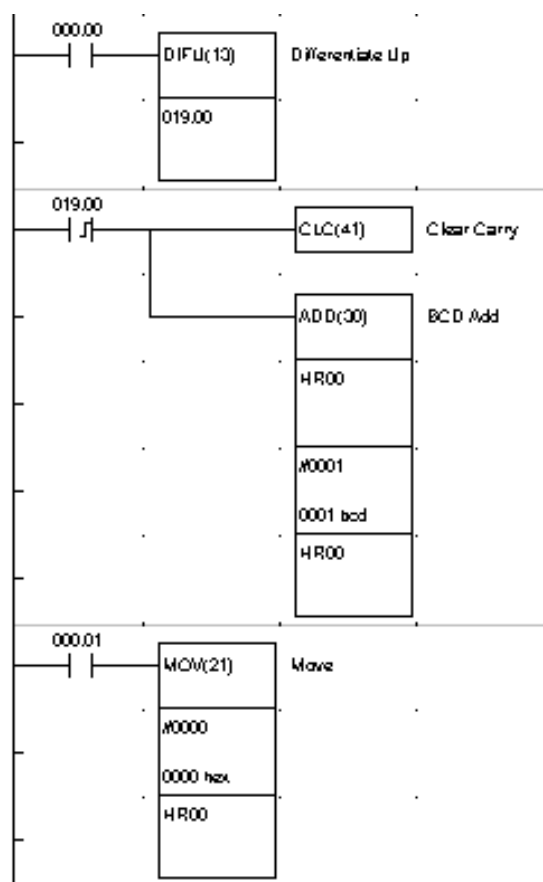 000.00
DIFU(13) Differentiate Up
019.00
019.00
CLC(41) Clear Carry
ADD(30) BCD Add
HR00
#0001
0001 bcd
HR00
000.01
MOV(21) Move
#0000
0000 hex
HR00